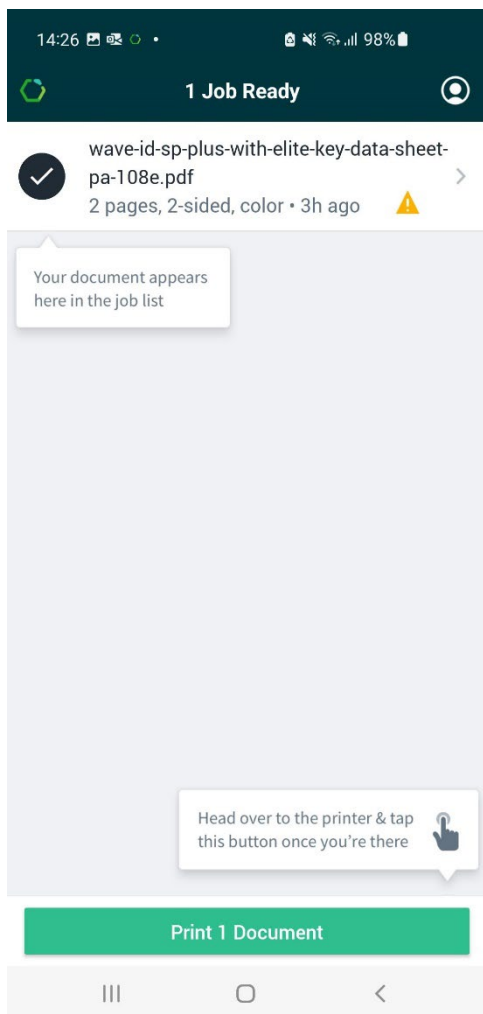 14:26
98%
1 Job Ready
wave-id-sp-plus-with-elite-key-data-sheet-
pa-108e.pdf
2 pages, 2-sided, color • 3h ago
Your document appears
here in the job list
Head over to the printer & tap
this button once you're there
Print 1 Document